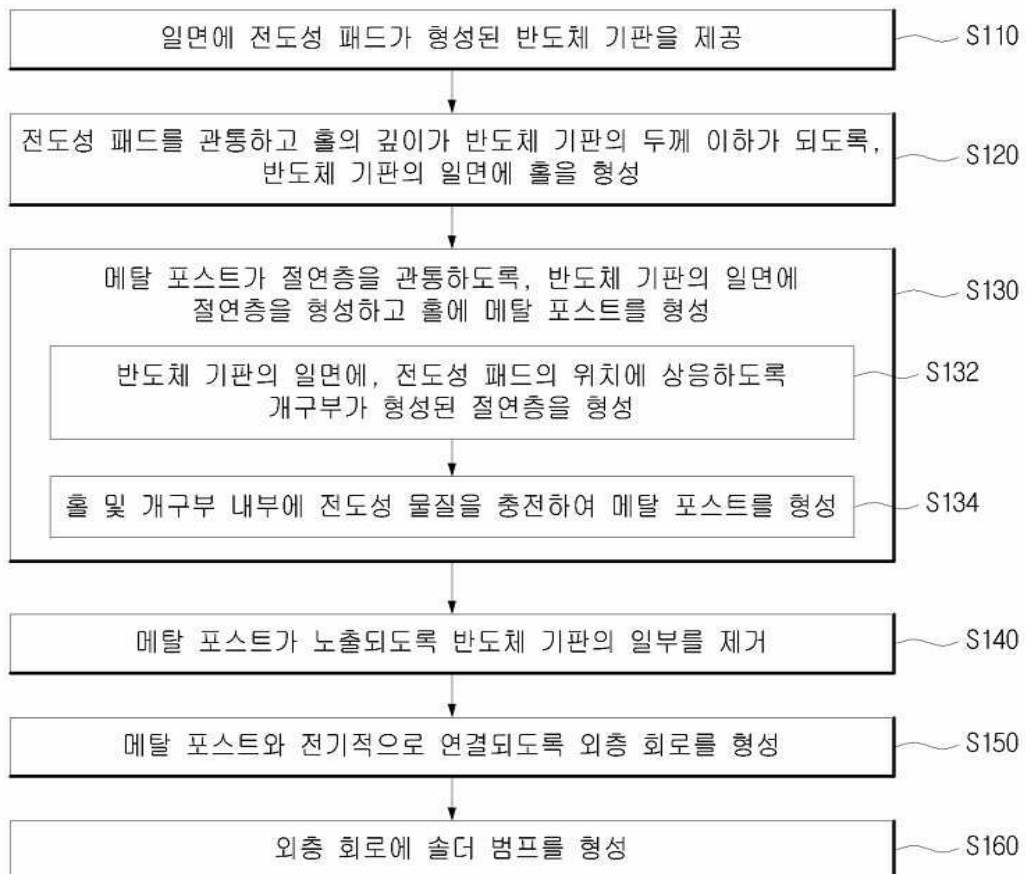 일면에 전도성 패드가 형성된 반도체 기판을 제공
S110
전도성 패드를 관통하고 홀의 깊이가 반도체 기판의 두께 이하가 되도록,
반도체 기판의 일면에 홀을 형성
S120
메탈 포스트가 절연층을 관통하도록, 반도체 기판의 일면에
절연층을 형성하고 홀에 메탈 포스트를 형성
S130
반도체 기판의 일면에, 전도성 패드의 위치에 상응하도록
개구부가 형성된 절연층을 형성
S132
홀 및 개구부 내부에 전도성 물질을 충전하여 메탈 포스트를 형성
S134
메탈 포스트가 노출되도록 반도체 기판의 일부를 제거
S140
메탈 포스트와 전기적으로 연결되도록 외층 회로를 형성
S150
외층 회로에 솔더 범프를 형성
S160